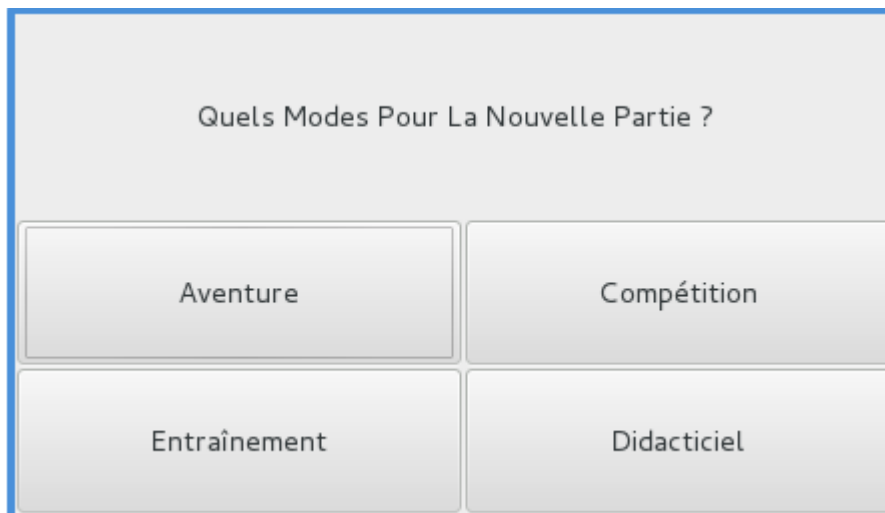 Quels Modes Pour La Nouvelle Partie ?
Aventure
Compétition
Entraînement
Didacticiel